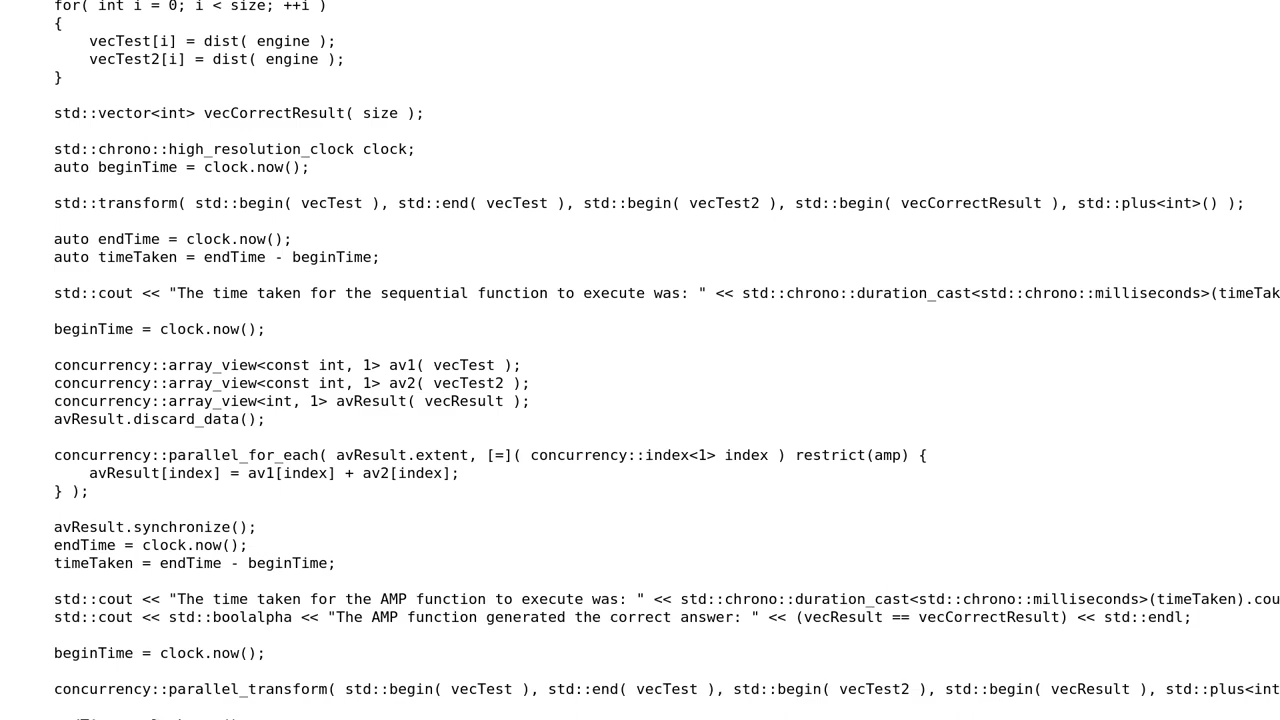 for( int i = 0; i < size; ++i )
{
    vecTest[i] = dist( engine );
    vecTest2[i] = dist( engine );
}
std::vector<int> vecCorrectResult( size );
std::chrono::high_resolution_clock clock;
auto beginTime = clock.now();
std::transform( std::begin( vecTest ), std::end( vecTest ), std::begin( vecTest2 ), std::begin( vecCorrectResult ), std::plus<int>() );
auto endTime = clock.now();
auto timeTaken = endTime - beginTime;
std::cout << "The time taken for the sequential function to execute was: " << std::chrono::duration_cast<std::chrono::milliseconds>(timeTak
beginTime = clock.now();
concurrency::array_view<const int, 1> av1( vecTest );
concurrency::array_view<const int, 1> av2( vecTest2 );
concurrency::array_view<int, 1> avResult( vecResult );
avResult.discard_data();
concurrency::parallel_for_each( avResult.extent, [=]( concurrency::index<1> index ) restrict(amp) {
    avResult[index] = av1[index] + av2[index];
} );
avResult.synchronize();
endTime = clock.now();
timeTaken = endTime - beginTime;
std::cout << "The time taken for the AMP function to execute was: " << std::chrono::duration_cast<std::chrono::milliseconds>(timeTaken).cou
std::cout << std::boolalpha << "The AMP function generated the correct answer: " << (vecResult == vecCorrectResult) << std::endl;
beginTime = clock.now();
concurrency::parallel_transform( std::begin( vecTest ), std::end( vecTest ), std::begin( vecTest2 ), std::begin( vecResult ), std::plus<int